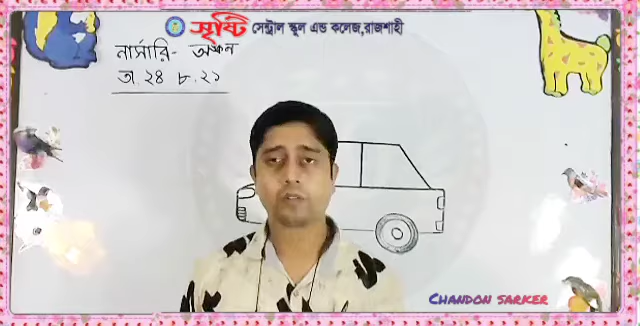 সৃষ্টি সেন্ট্রাল স্কুল এন্ড কলেজ,রাজশাহী
নার্সারি- অঙ্কন
তা ২৪ ৮.২১
CHANDON SARKER